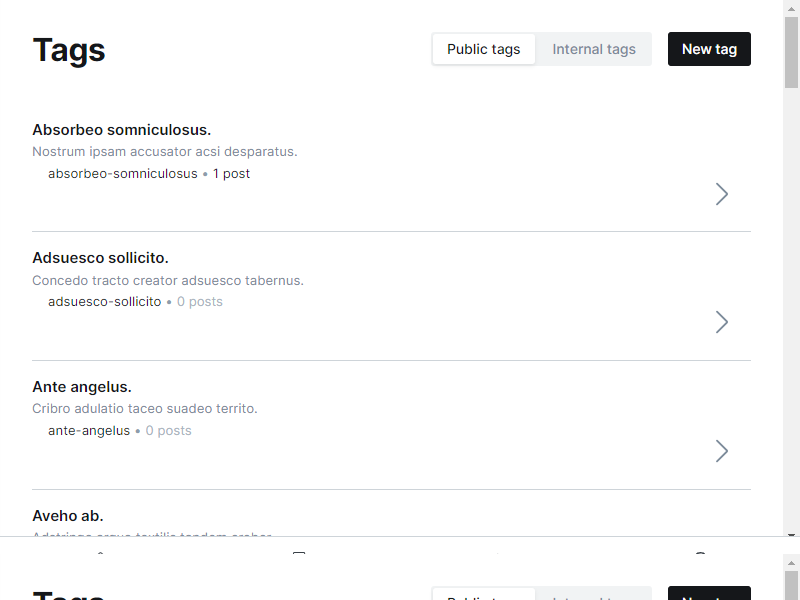 Tags
Public tags
Internal tags
New tag
Absorbeo somniculosus.
Nostrum ipsam accusator acsi desparatus.
absorbeo-somniculosus • 1 post
Adsuesco sollicito.
Concedo tracto creator adsuesco tabernus.
adsuesco-sollicito • 0 posts
Ante angelus.
Cribro adulatio taceo suadeo territo.
ante-angelus • 0 posts
Aveho ab.